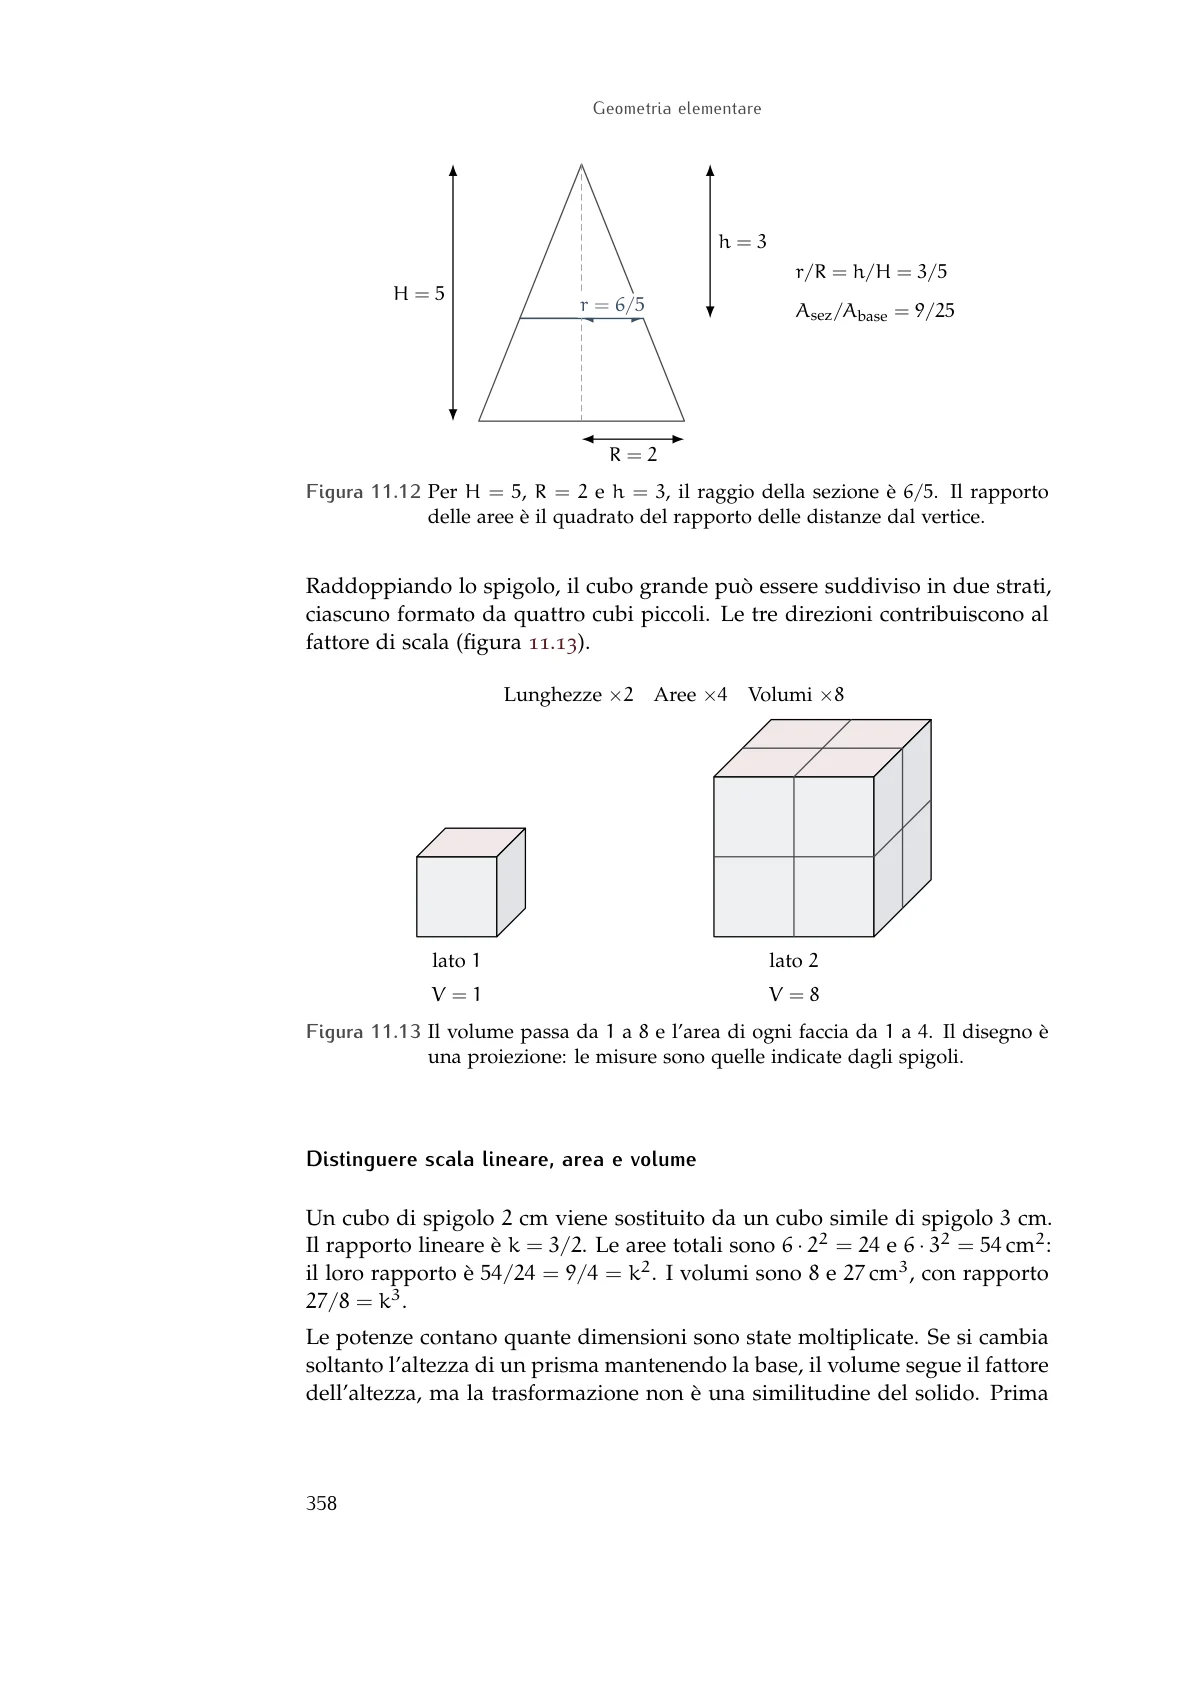 Geometria elementare
H = 5
h = 3
r/R = h/H = 3/5
r = 6/5
A_sez/A_base = 9/25
R = 2
Figura 11.12 Per H = 5, R = 2 e h = 3, il raggio della sezione è 6/5. Il rapporto
delle aree è il quadrato del rapporto delle distanze dal vertice.
Raddoppiando lo spigolo, il cubo grande può essere suddiviso in due strati,
ciascuno formato da quattro cubi piccoli. Le tre direzioni contribuiscono al
fattore di scala (figura 11.13).
Lunghezze ×2 Aree ×4 Volumi ×8
lato 1
V = 1
lato 2
V = 8
Figura 11.13 Il volume passa da 1 a 8 e l'area di ogni faccia da 1 a 4. Il disegno è
una proiezione: le misure sono quelle indicate dagli spigoli.
Distinguere scala lineare, area e volume
Un cubo di spigolo 2 cm viene sostituito da un cubo simile di spigolo 3 cm.
Il rapporto lineare è k = 3/2. Le aree totali sono 6 · 2² = 24 e 6 · 3² = 54 cm²:
il loro rapporto è 54/24 = 9/4 = k². I volumi sono 8 e 27 cm³, con rapporto
27/8 = k³.
Le potenze contano quante dimensioni sono state moltiplicate. Se si cambia
soltanto l'altezza di un prisma mantenendo la base, il volume segue il fattore
dell'altezza, ma la trasformazione non è una similitudine del solido. Prima
358